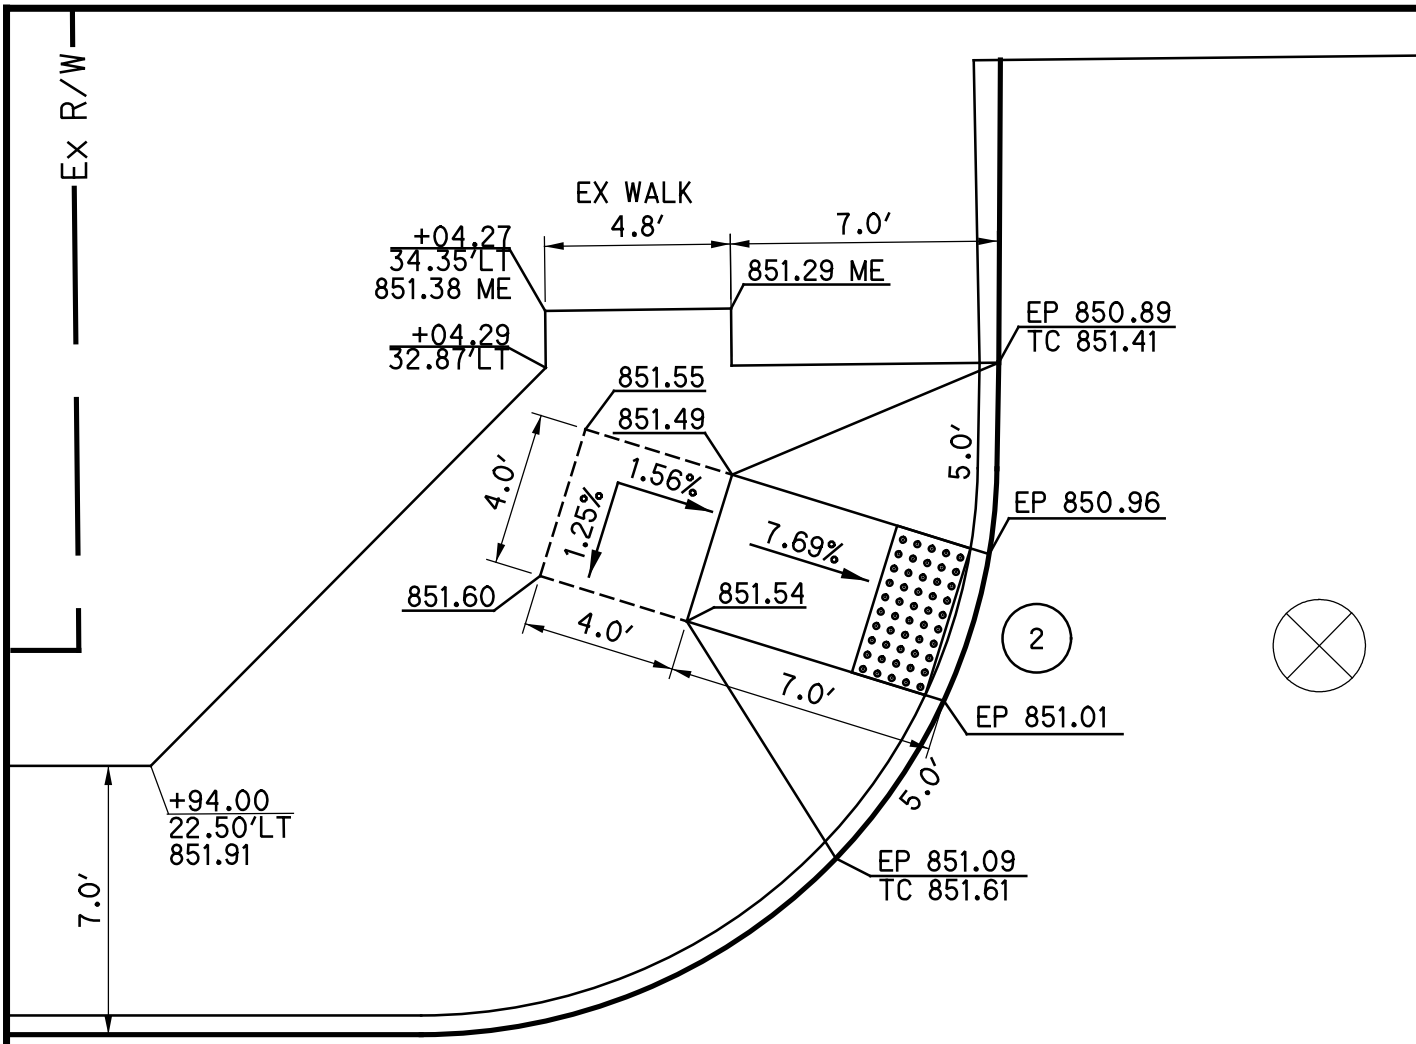 Ex R/W
EX WALK
4.8'
7.0'
+04.27
34.35'LT
851.38 ME
851.29 ME
+04.29
32.87'LT
EP 850.89
TC 851.41
851.55
851.49
5.0'
4.0'
1.56%
1.25%
EP 850.96
7.69%
851.60
851.54
4.0'
2
7.0'
EP 851.01
5.0'
+94.00
22.50'LT
851.91
7.0'
EP 851.09
TC 851.61